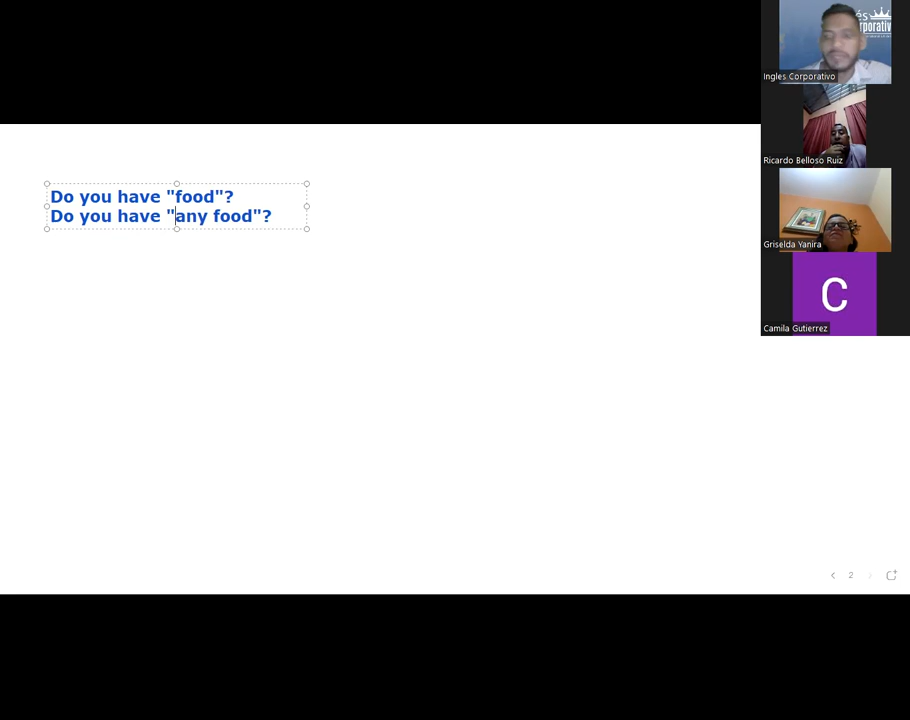 Do you have "food"?
Do you have "any food"?
Ingles Corporativo
Ricardo Belloso Ruiz
Griselda Yanira
C
Camila Gutierrez
2